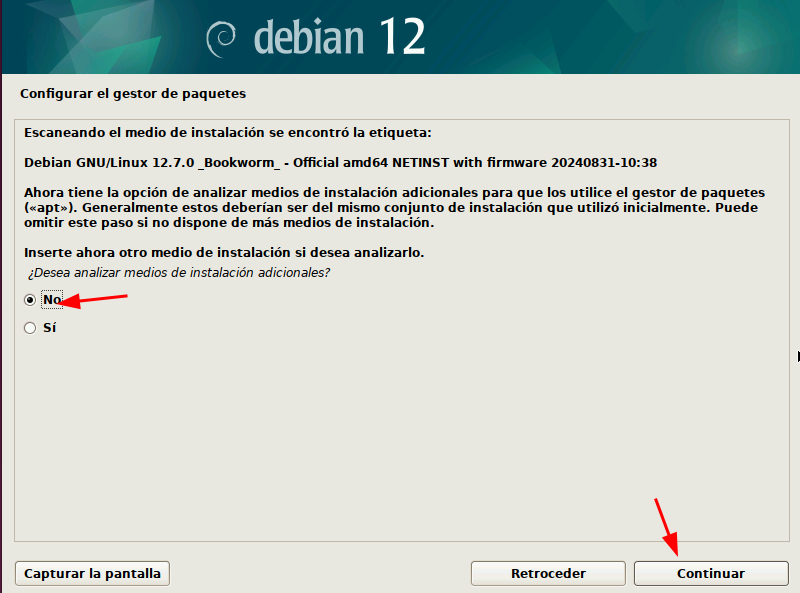 debian 12
Configurar el gestor de paquetes
Escaneando el medio de instalación se encontró la etiqueta:
Debian GNU/Linux 12.7.0 _Bookworm_ - Official amd64 NETINST with firmware 20240831-10:38
Ahora tiene la opción de analizar medios de instalación adicionales para que los utilice el gestor de paquetes
(«apt»). Generalmente estos deberían ser del mismo conjunto de instalación que utilizó inicialmente. Puede
omitir este paso si no dispone de más medios de instalación.
Inserte ahora otro medio de instalación si desea analizarlo.
¿Desea analizar medios de instalación adicionales?
No
Sí
Capturar la pantalla
Retroceder
Continuar